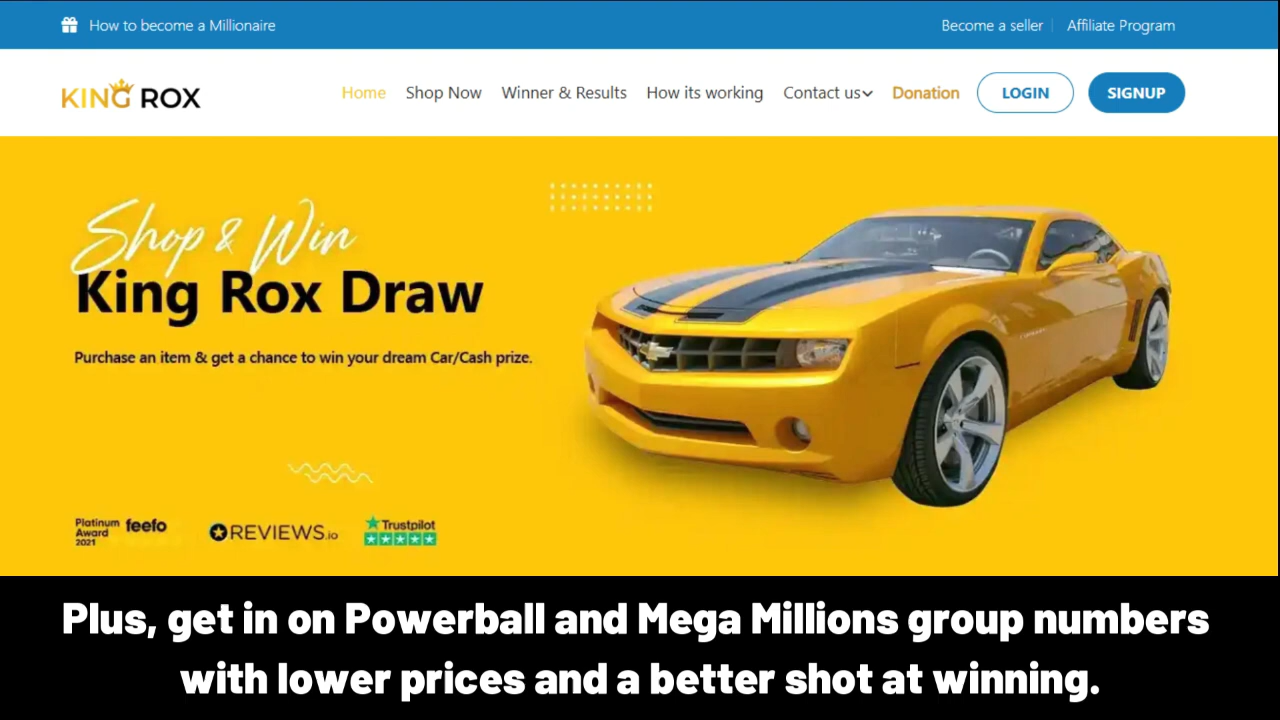 How to become a Millionaire
Become a seller
Affiliate Program
KING ROX
Home
Shop Now
Winner & Results
How its working
Contact us
Donation
LOGIN
SIGNUP
Shop & Win
King Rox Draw
Purchase an item & get a chance to win your dream Car/Cash prize.
Platinum
Award
2021
feefo
REVIEWS.io
Trustpilot
Plus, get in on Powerball and Mega Millions group numbers
with lower prices and a better shot at winning.